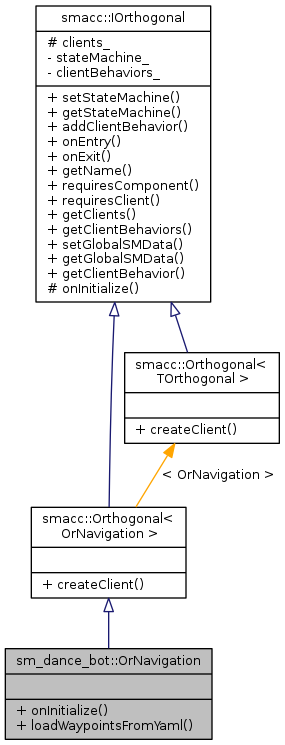 smacc::IOrthogonal
# clients_
- stateMachine_
- clientBehaviors_
+ setStateMachine()
+ getStateMachine()
+ addClientBehavior()
+ onEntry()
+ onExit()
+ getName()
+ requiresComponent()
+ requiresClient()
+ getClients()
+ getClientBehaviors()
+ setGlobalSMData()
+ getGlobalSMData()
+ getClientBehavior()
# onInitialize()
smacc::Orthogonal<
TOrthogonal >
+ createClient()
< OrNavigation >
smacc::Orthogonal<
OrNavigation >
+ createClient()
sm_dance_bot::OrNavigation
+ onInitialize()
+ loadWaypointsFromYaml()